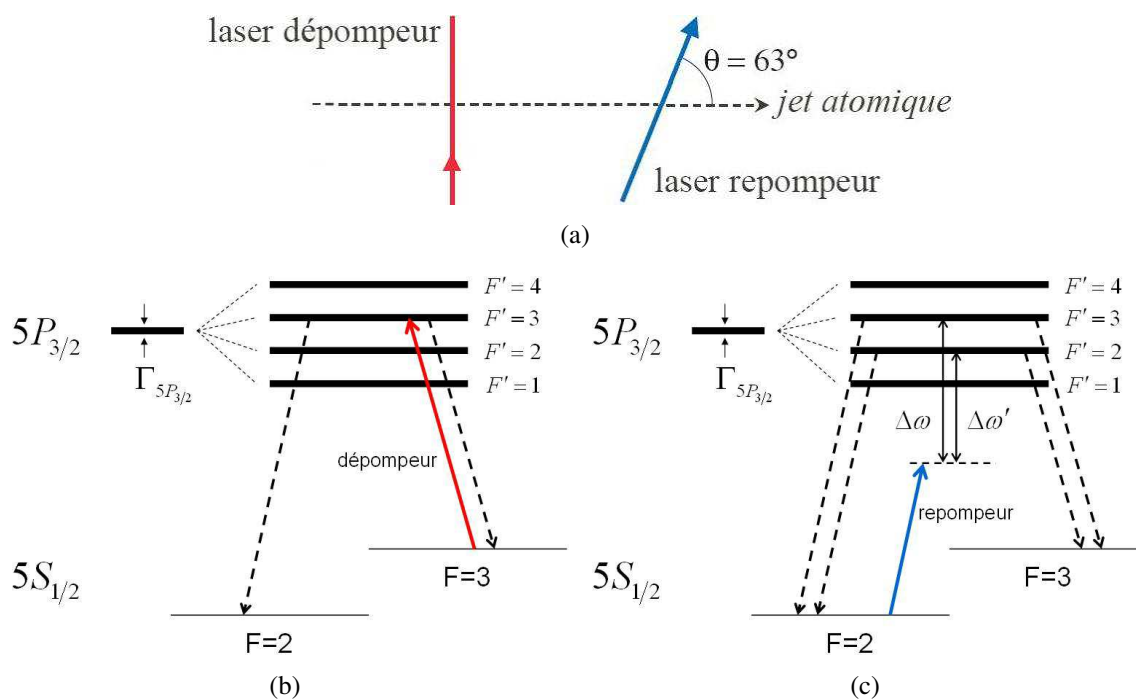 laser dépompeur
θ = 63°
jet atomique
laser repompeur
(a)
5P3/2
Γ5P3/2
F' = 4
F' = 3
F' = 2
F' = 1
dépompeur
5S1/2
F=3
F=2
(b)
5P3/2
Γ5P3/2
F' = 4
F' = 3
F' = 2
F' = 1
Δω Δω'
repompeur
5S1/2
F=3
F=2
(c)